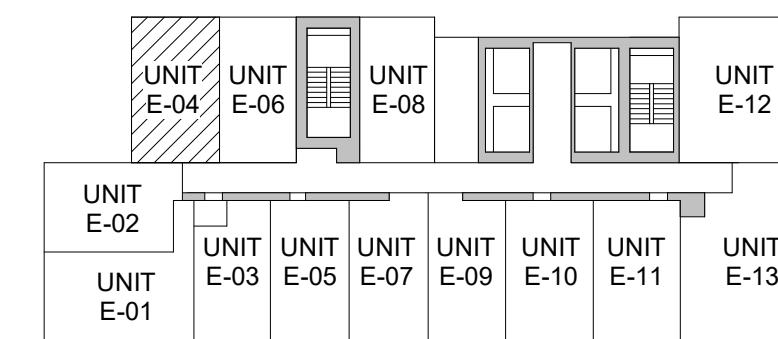 UNIT
E-04
UNIT
E-06
UNIT
E-08
UNIT
E-12
UNIT
E-02
UNIT
E-01
UNIT
E-03
UNIT
E-05
UNIT
E-07
UNIT
E-09
UNIT
E-10
UNIT
E-11
UNIT
E-13